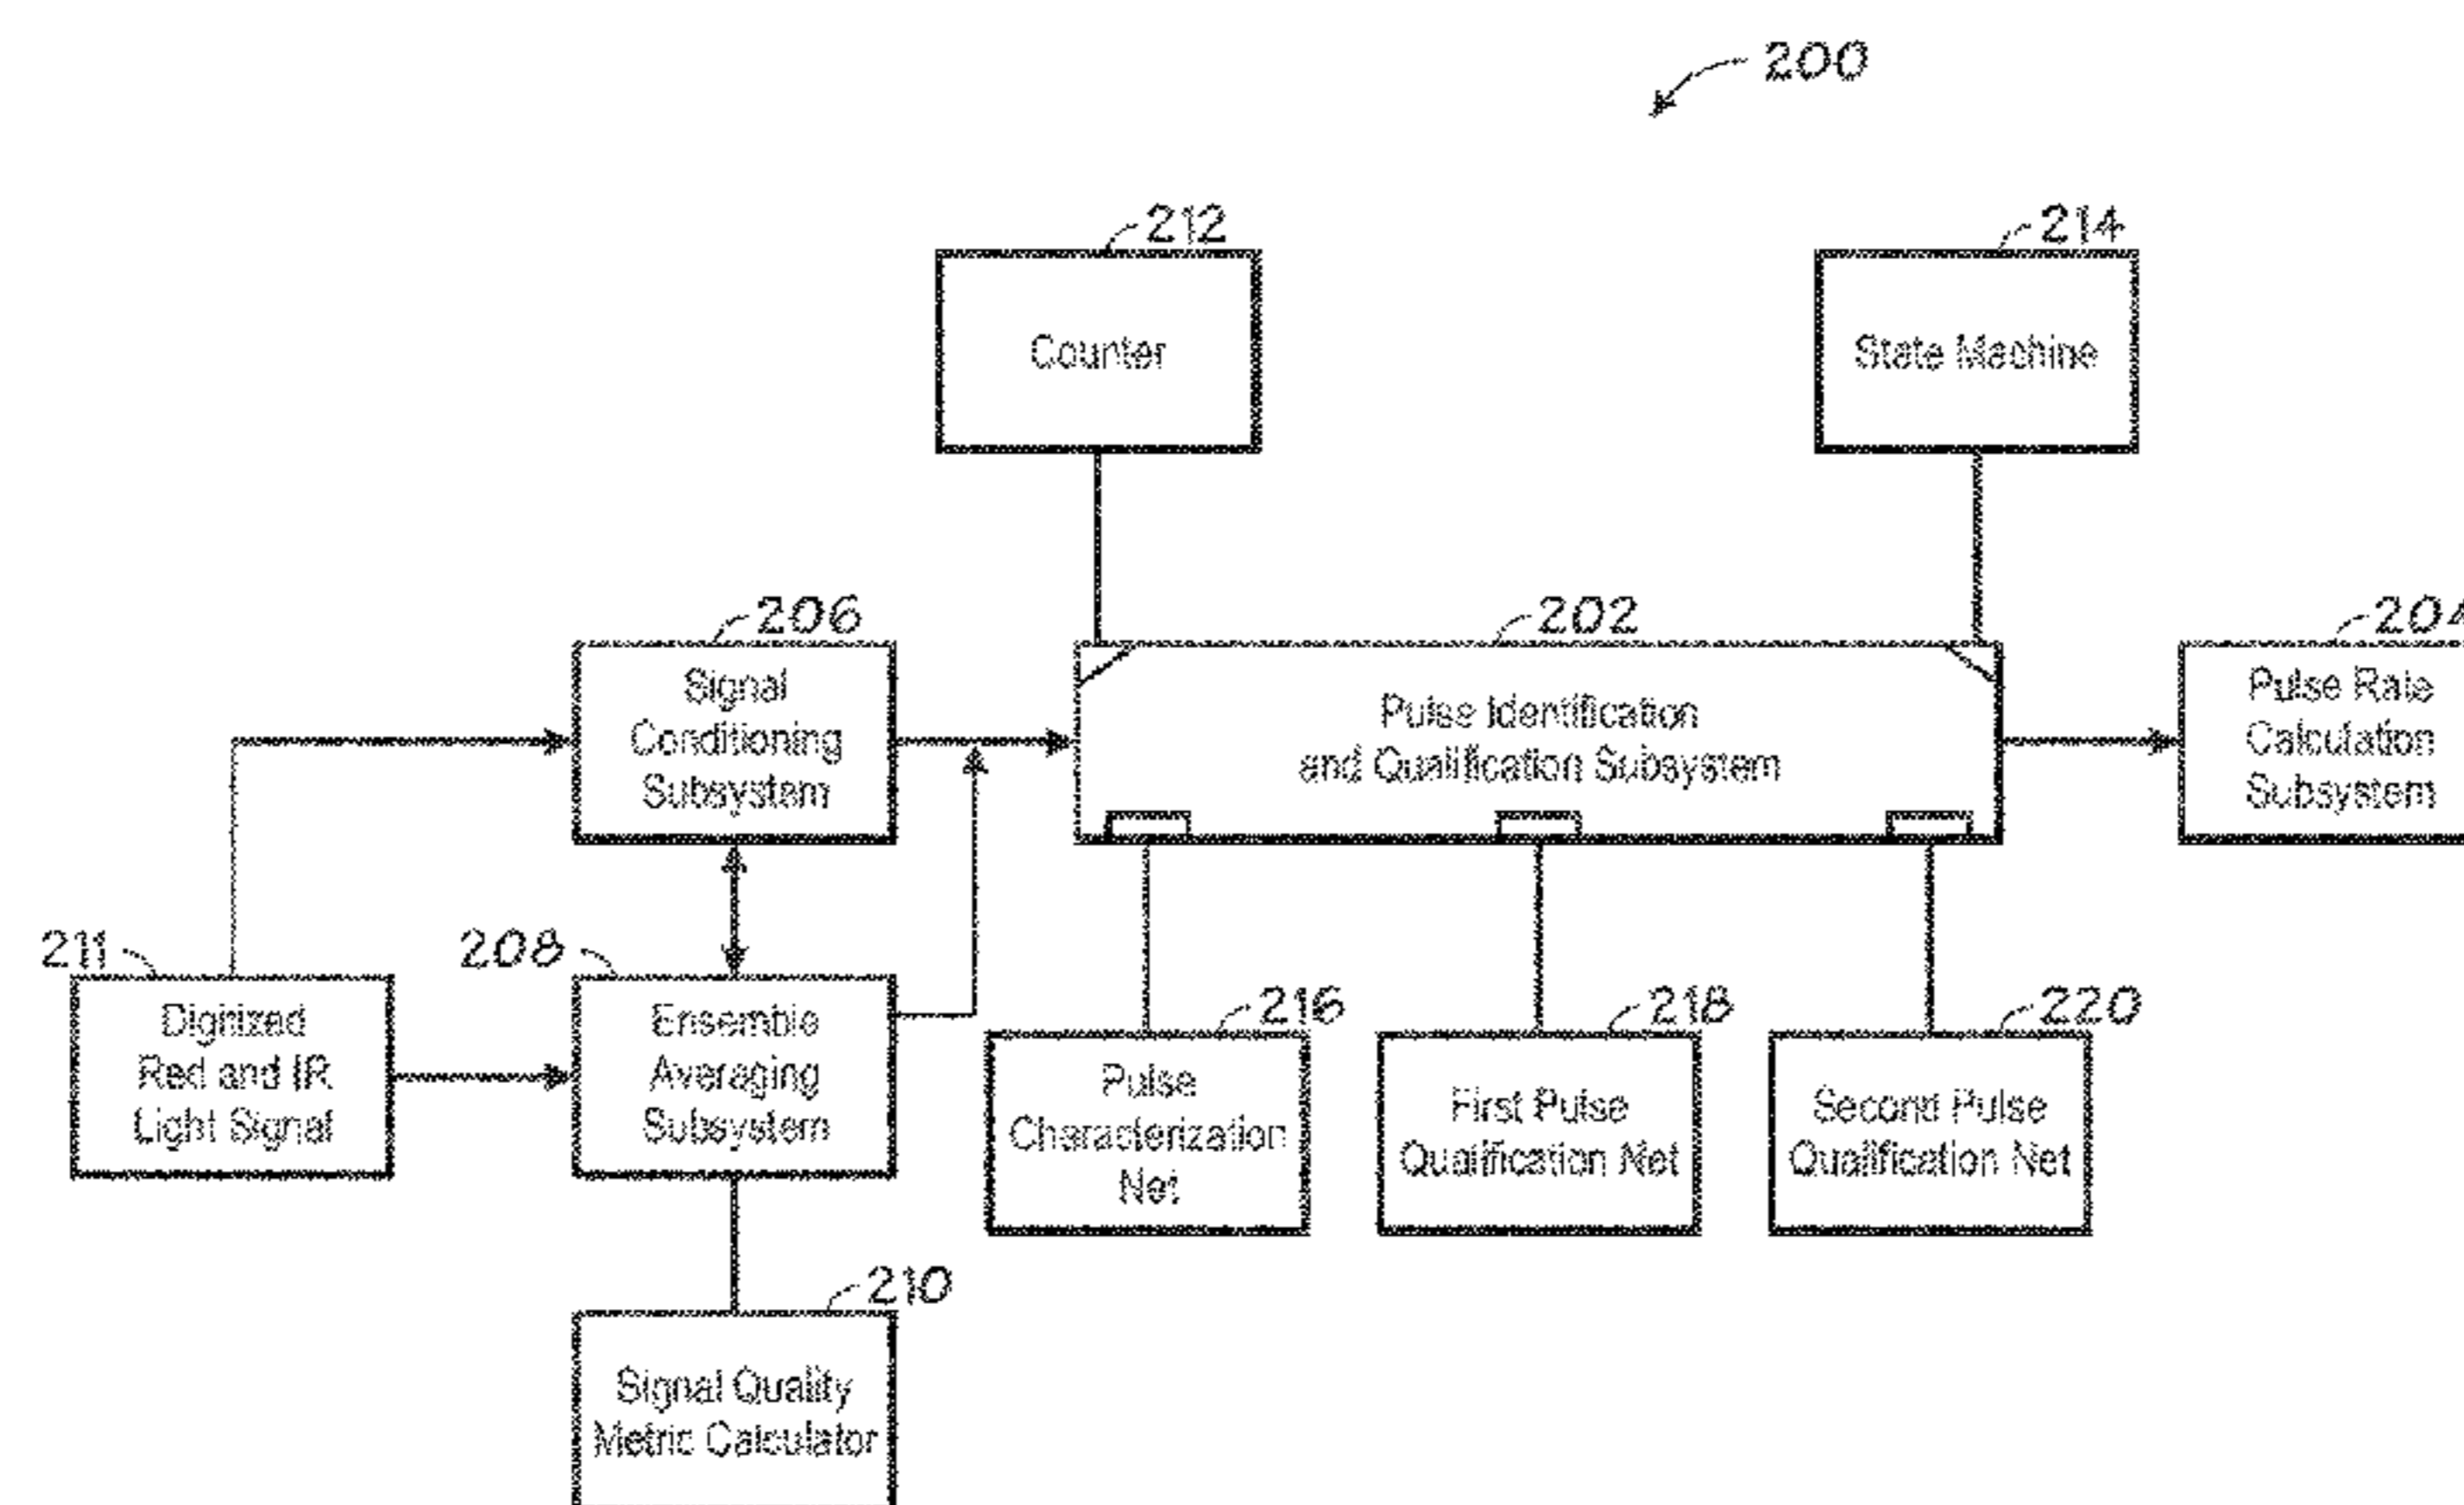 200
212
214
Counter
State Machine
206
202
204
Signal
Conditioning
Subsystem
Pulse Identification
and Qualification Subsystem
Pulse Rate
Calculation
Subsystem
211
208
216
218
220
Digitized
Red and IR
Light Signal
Ensemble
Averaging
Subsystem
Pulse
Characterization
Net
First Pulse
Qualification Net
Second Pulse
Qualification Net
210
Signal Quality
Metric Calculator